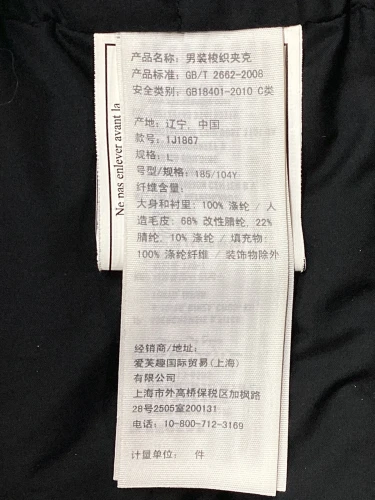 产品名称: 男装梭织夹克
产品标准: GB/T 2662-2008
安全类别: GB18401-2010 C类
产地: 辽宁, 中国
款号: 1J1867
规格: L
号型/规格: 185/104Y
纤维含量:
大身和衬里: 100% 涤纶 / 人
造毛皮: 68% 改性腈纶, 22%
腈纶, 10% 涤纶 / 填充物:
100% 涤纶纤维 / 装饰物除外
经销商/地址:
爱芙趣国际贸易(上海)
有限公司
上海市外高桥保税区加枫路
28号2505室200131
电话: 10-800-712-3169
计量单位: 件
Ne pas enlever avant la